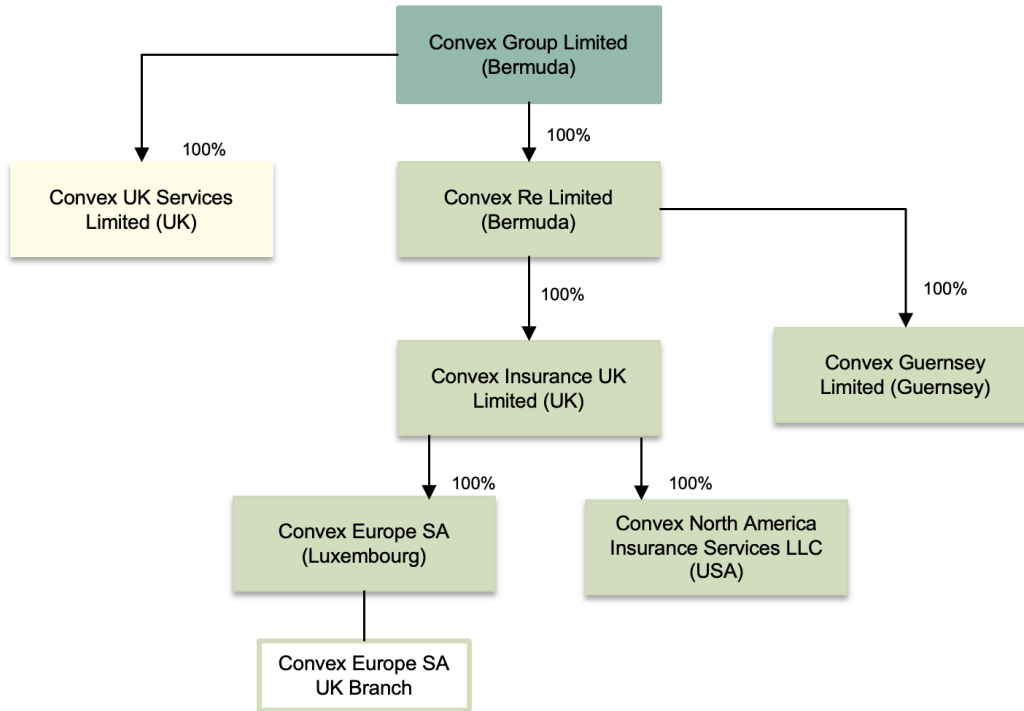 Convex Group Limited
(Bermuda)
100%
100%
Convex UK Services
Limited (UK)
Convex Re Limited
(Bermuda)
100%
100%
Convex Insurance UK
Limited (UK)
Convex Guernsey
Limited (Guernsey)
100%
100%
Convex Europe SA
(Luxembourg)
Convex North America
Insurance Services LLC
(USA)
Convex Europe SA
UK Branch